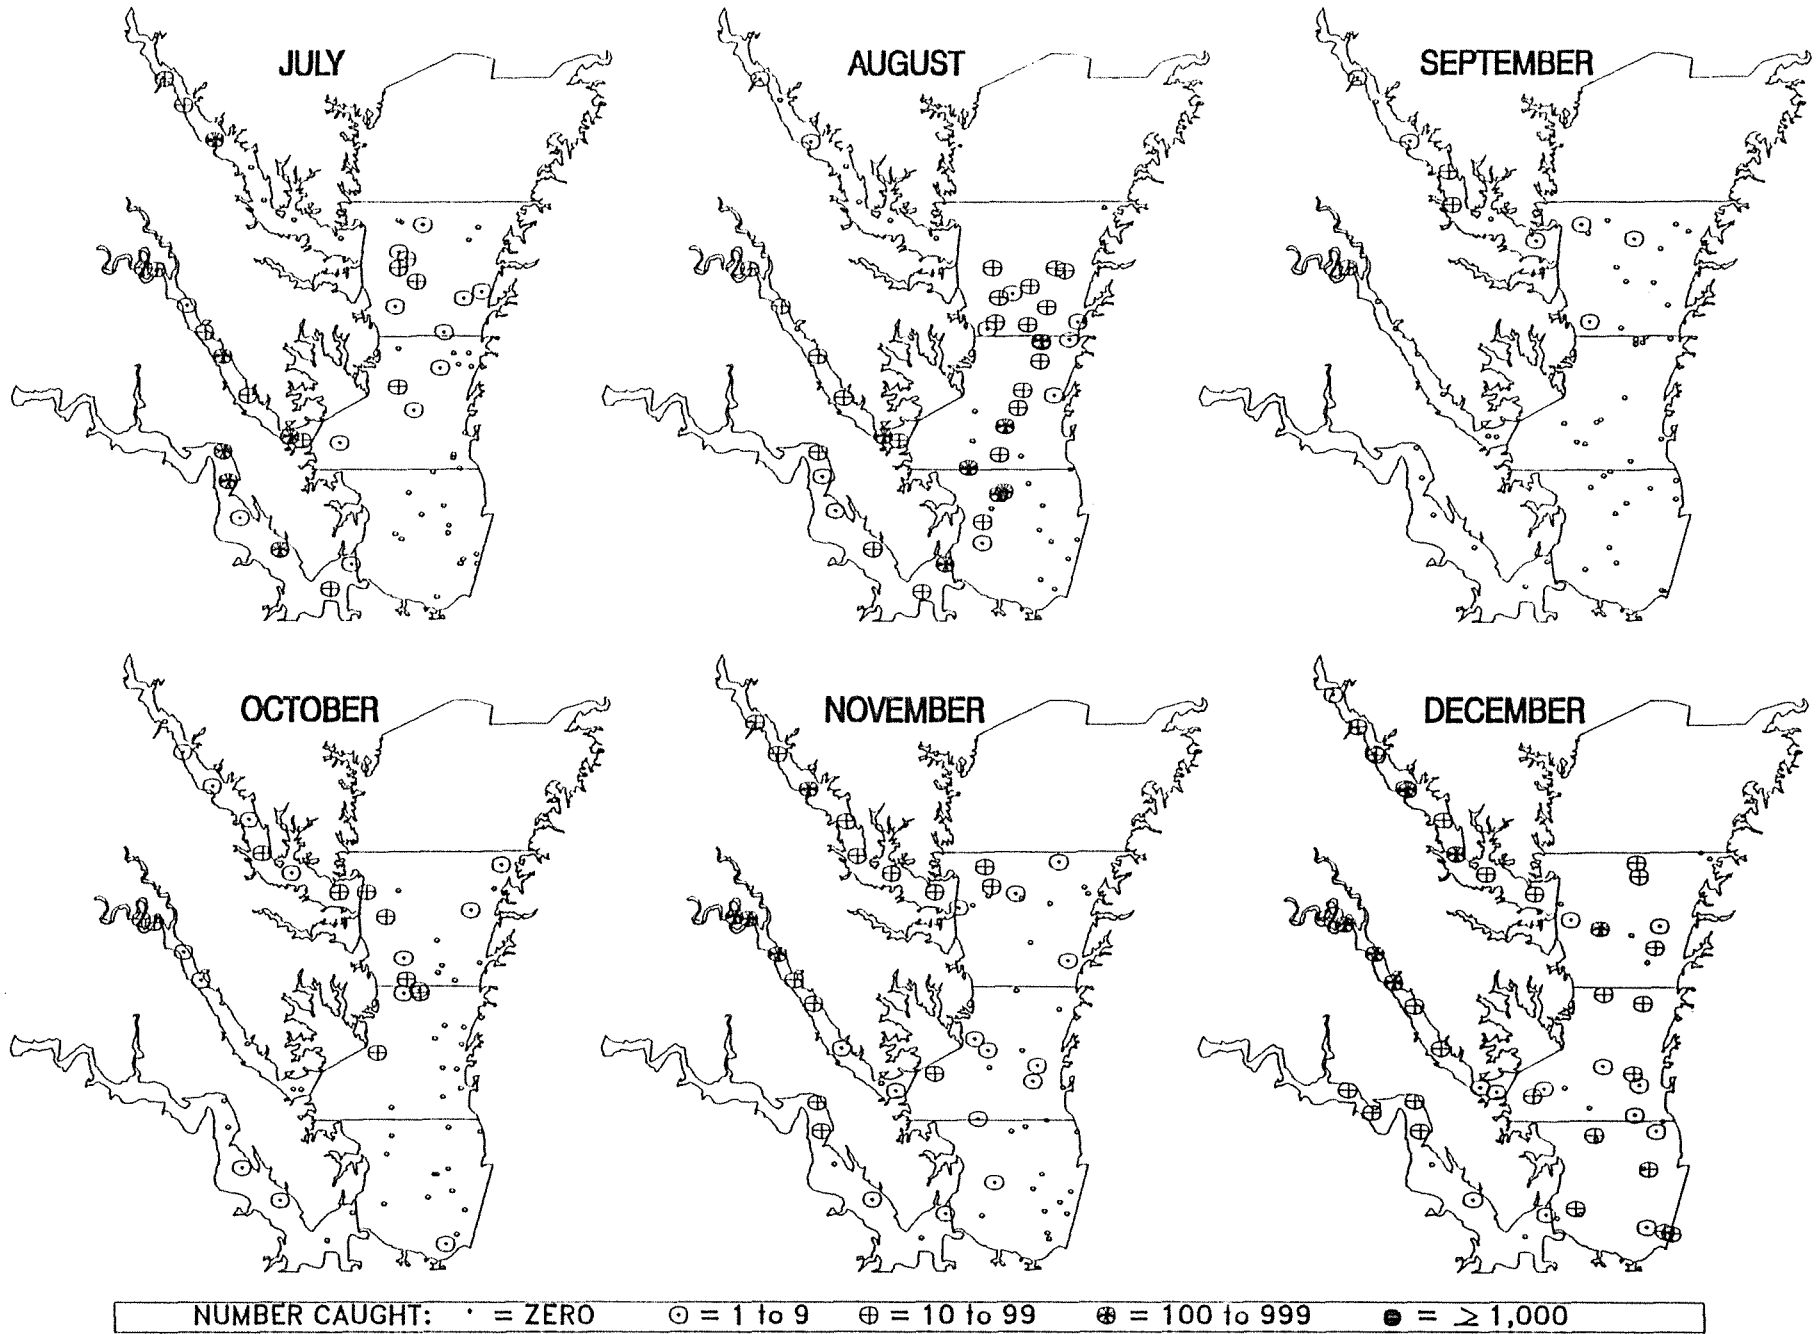 JULY
AUGUST
SEPTEMBER
OCTOBER
NOVEMBER
DECEMBER
NUMBER CAUGHT: · = ZERO ⊙ = 1 to 9 ⊕ = 10 to 99 ⊛ = 100 to 999 ● = ≥ 1,000